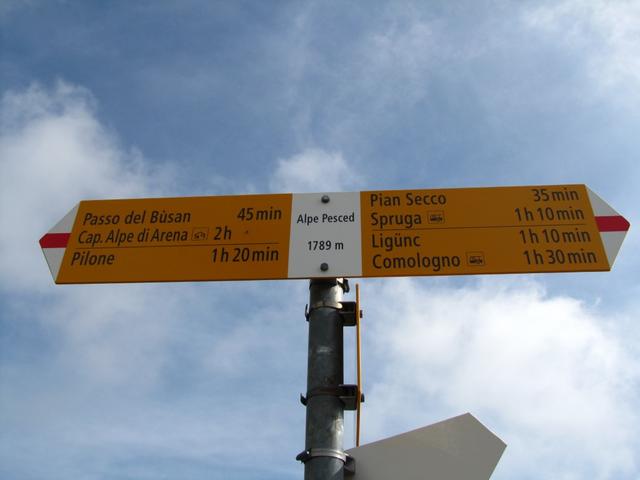 Passo del Bùsan 45 min
Cap. Alpe di Arena 2h
Pilone 1h 20 min
Alpe Pesced
1789 m
Pian Secco 35 min
Spruga 1h 10 min
Ligünc 1h 10 min
Comologno 1h 30 min